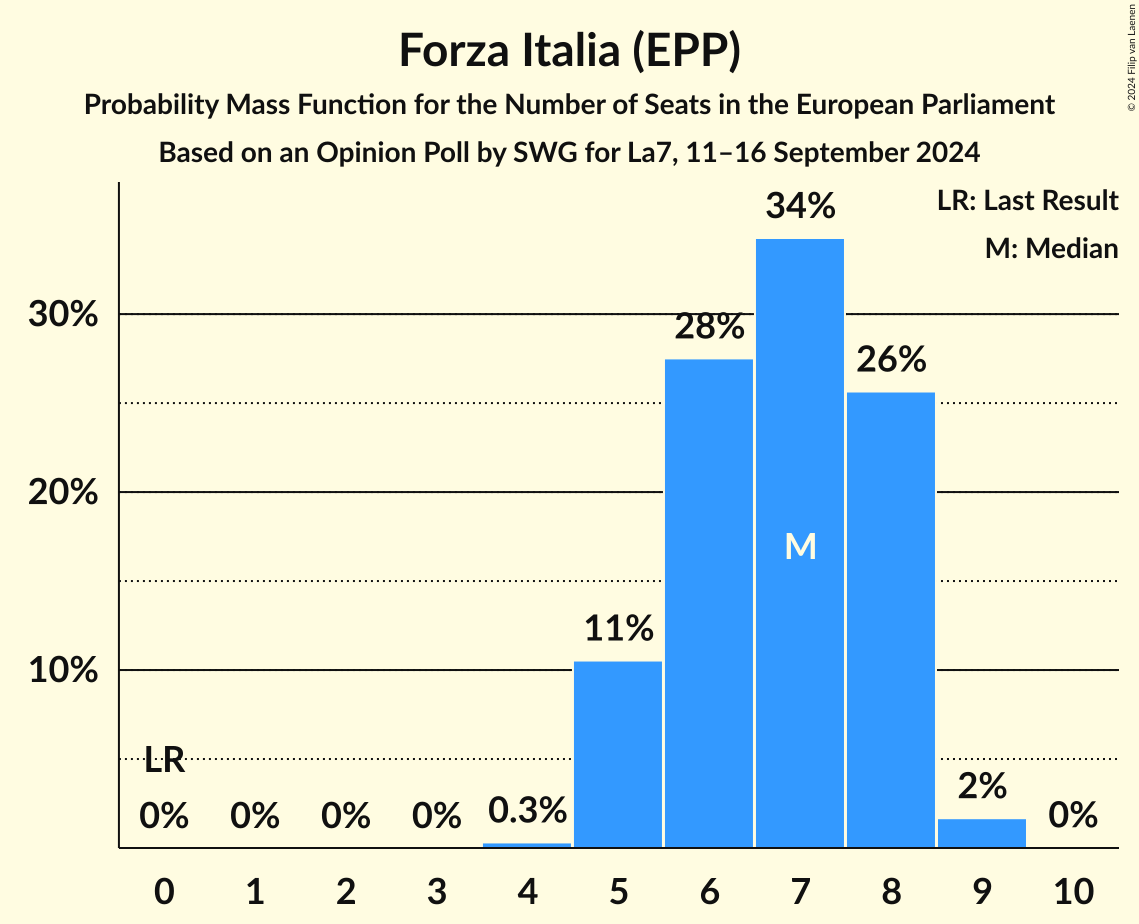 Forza Italia (EPP)
Probability Mass Function for the Number of Seats in the European Parliament
Based on an Opinion Poll by SWG for La7, 11–16 September 2024
© 2024 Filip van Laenen
LR: Last Result
M: Median
34%
30%
28%
26%
20%
M
11%
10%
LR
0%
0%
0%
0%
0.3%
2%
0%
0 1 2 3 4 5 6 7 8 9 10